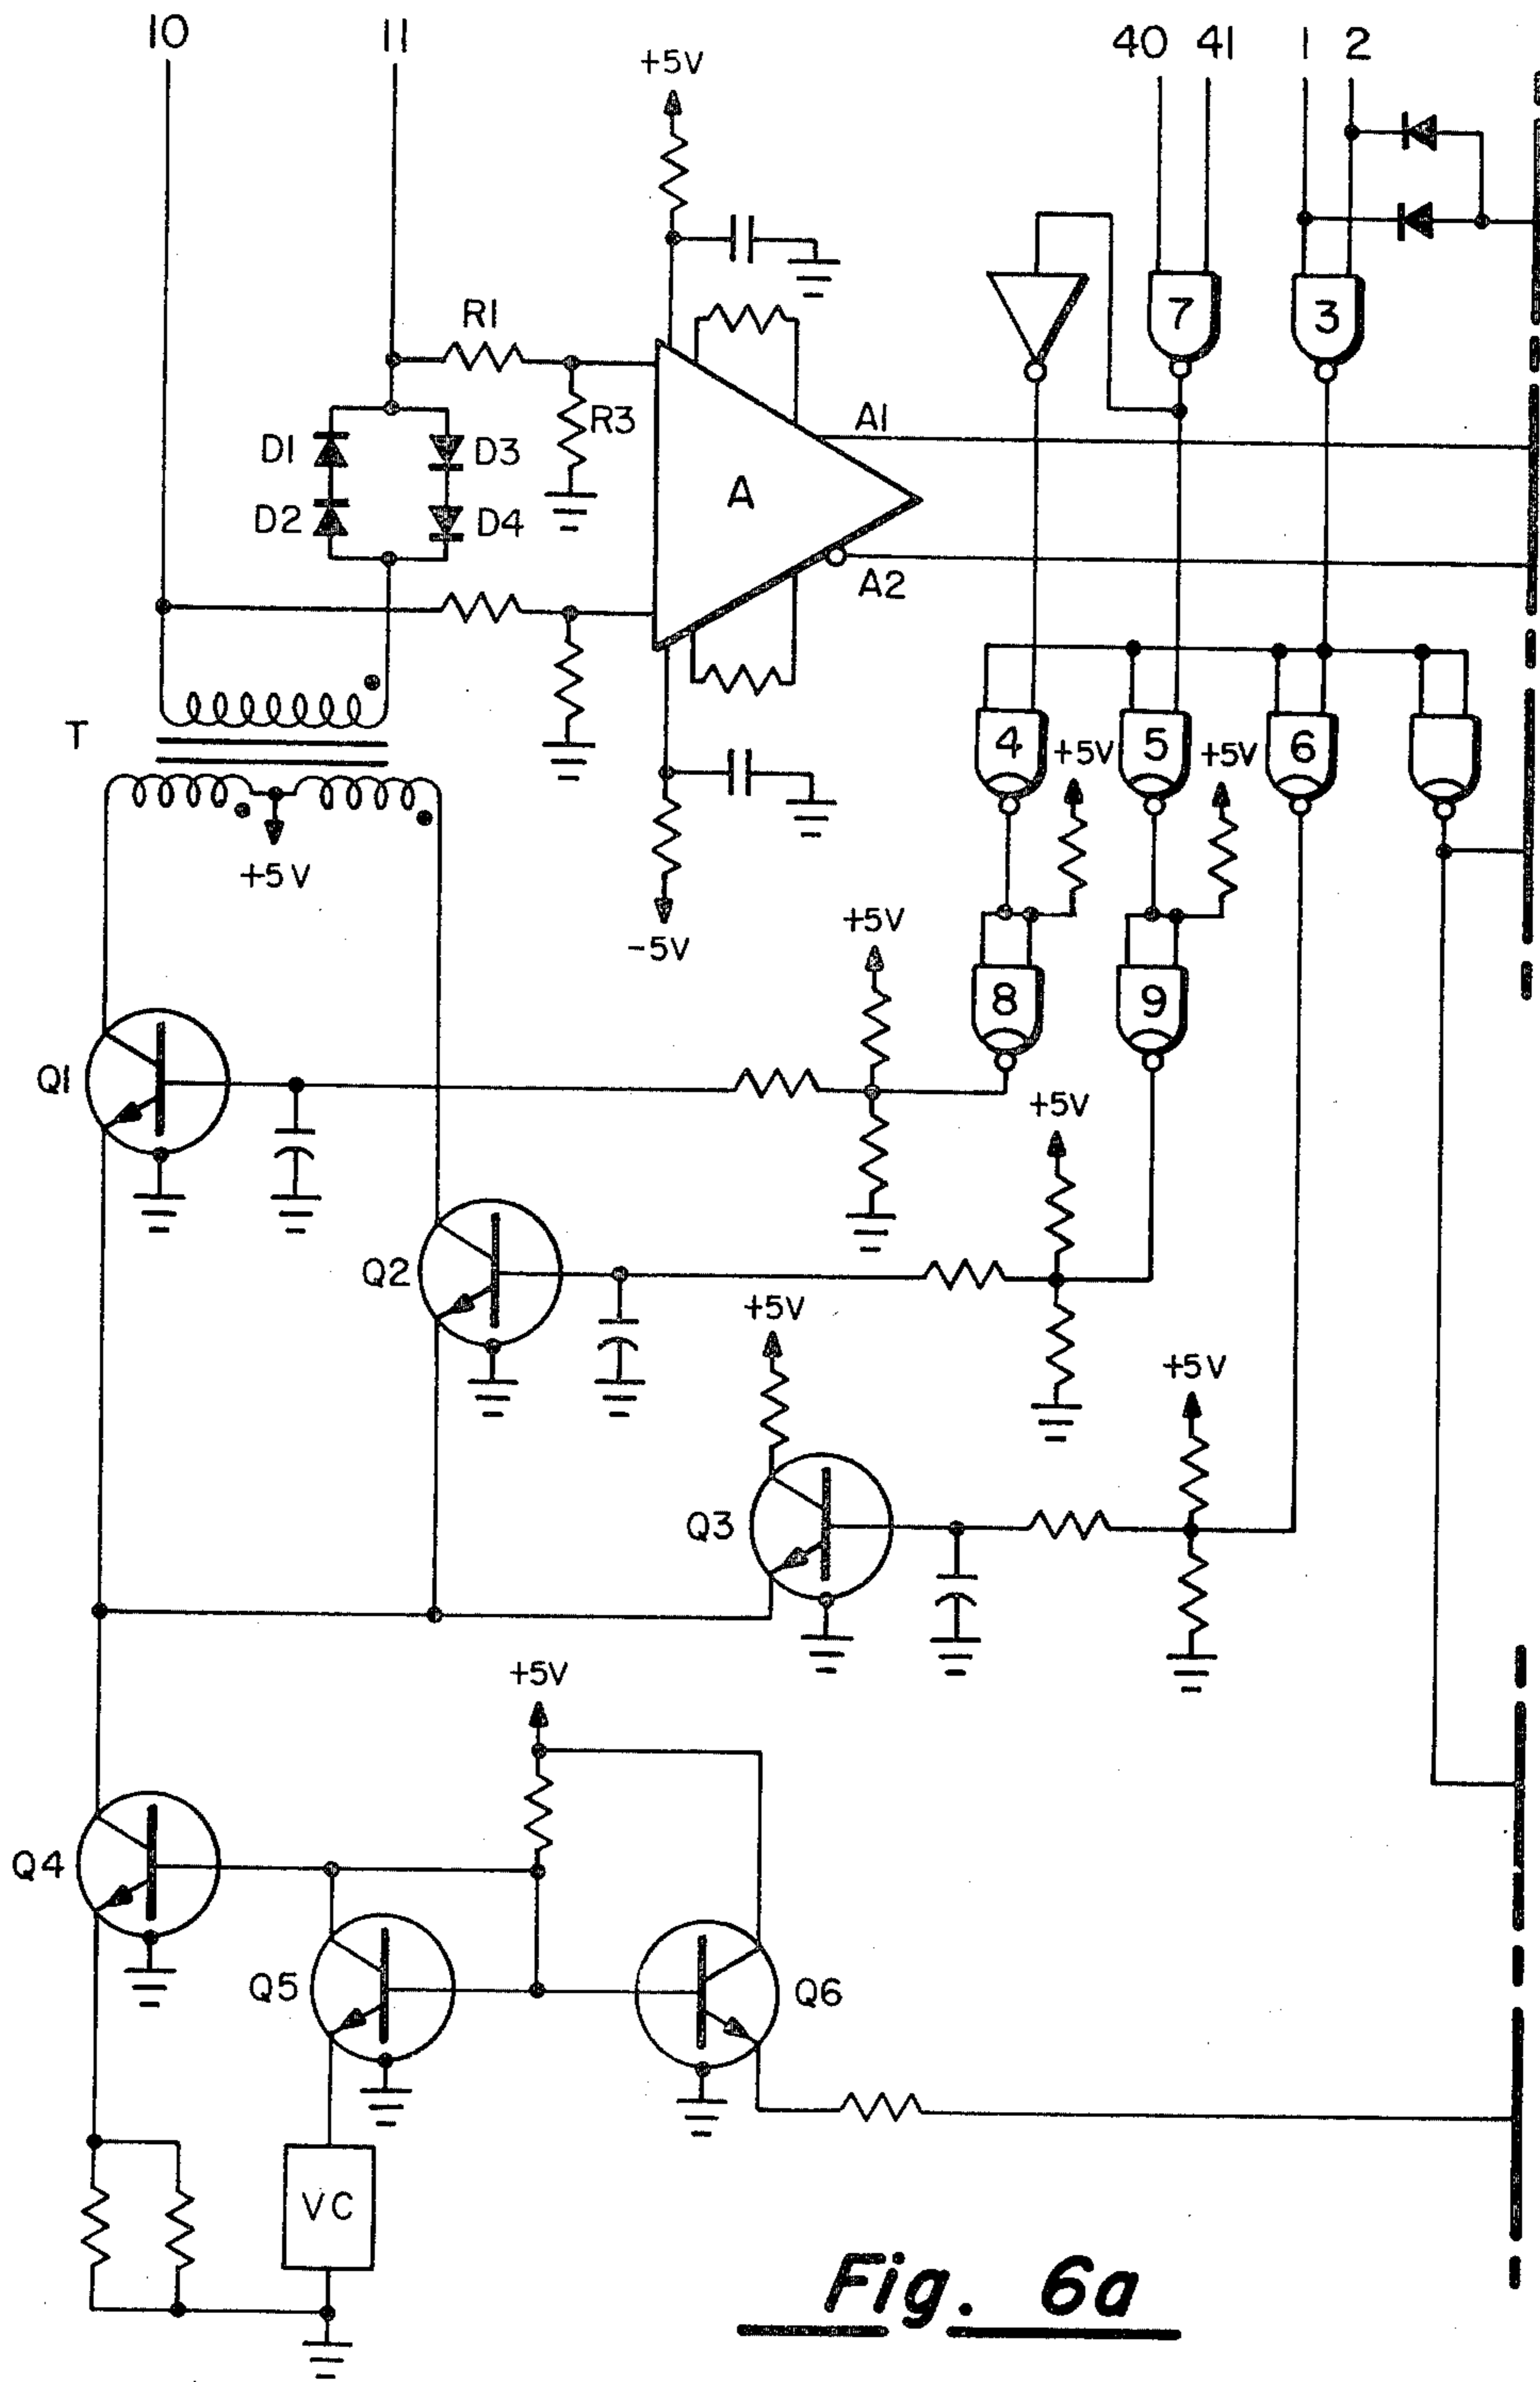 10 11 40 41 1 2
+5V
R1 7 3
R3 A1
D1 D3
A
D2 D4
A2
T 4 +5V 5 +5V 6
+5V
-5V +5V
8 9
Q1
+5V
Q2
+5V
+5V
Q3
+5V
Q4
Q5 Q6
VC
Fig. 6a